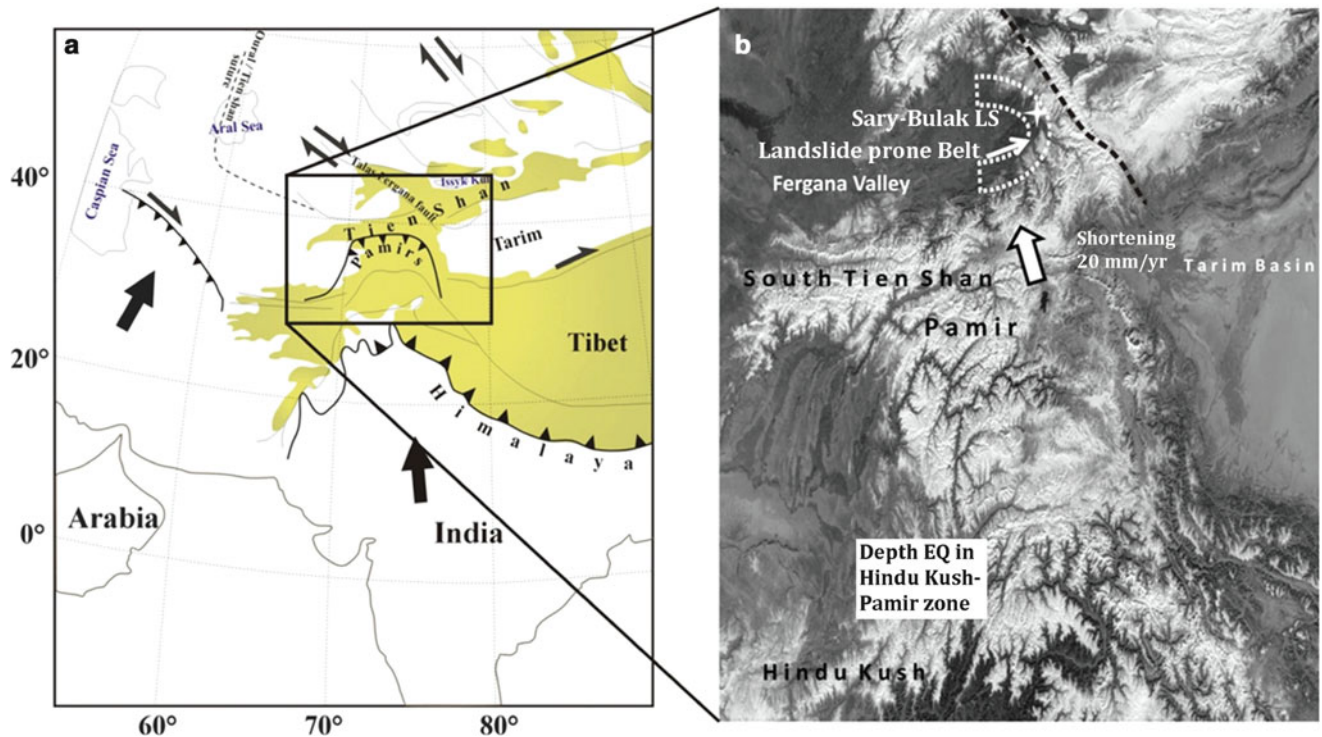 a
Oural / Tien shan
suture
Aral Sea
Caspian Sea
Talas-Fergana fault
Issyk Kul
Tien Shan
Pamirs
Tarim
Tibet
Himalaya
Arabia
India
40°
20°
0°
60°
70°
80°
b
Sary-Bulak LS
Landslide prone Belt
Fergana Valley
Shortening
20 mm/yr
Tarim Basin
South Tien Shan
Pamir
Depth EQ in
Hindu Kush-
Pamir zone
Hindu Kush